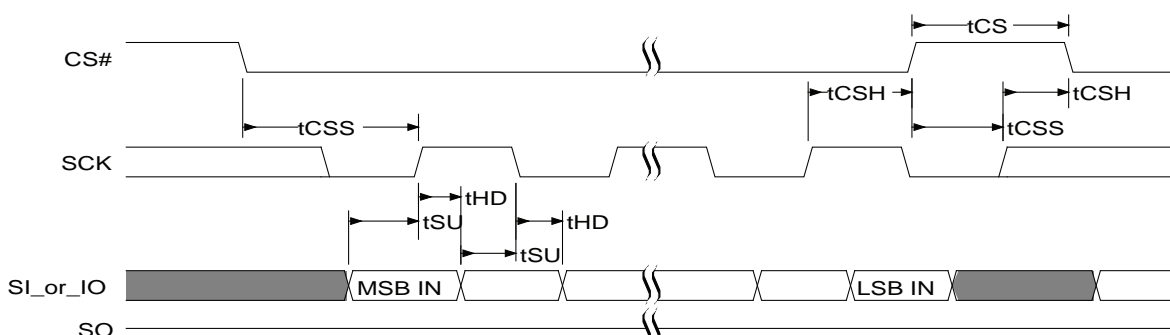 tCS
CS#
tCSH
tCSH
tCSS
tCSS
SCK
tHD
tSU
tHD
tSU
SI_or_IO
MSB IN
LSB IN
SO